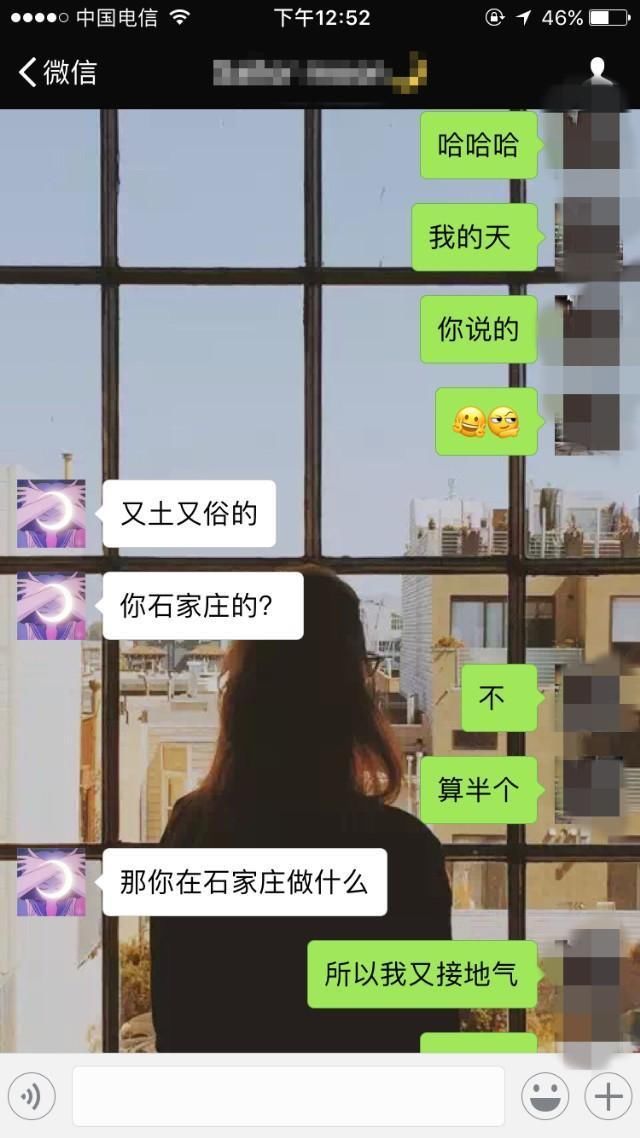 中国电信 下午12:52 46%
微信
哈哈哈
我的天
你说的
又土又俗的
你石家庄的?
不
算半个
那你在石家庄做什么
所以我又接地气